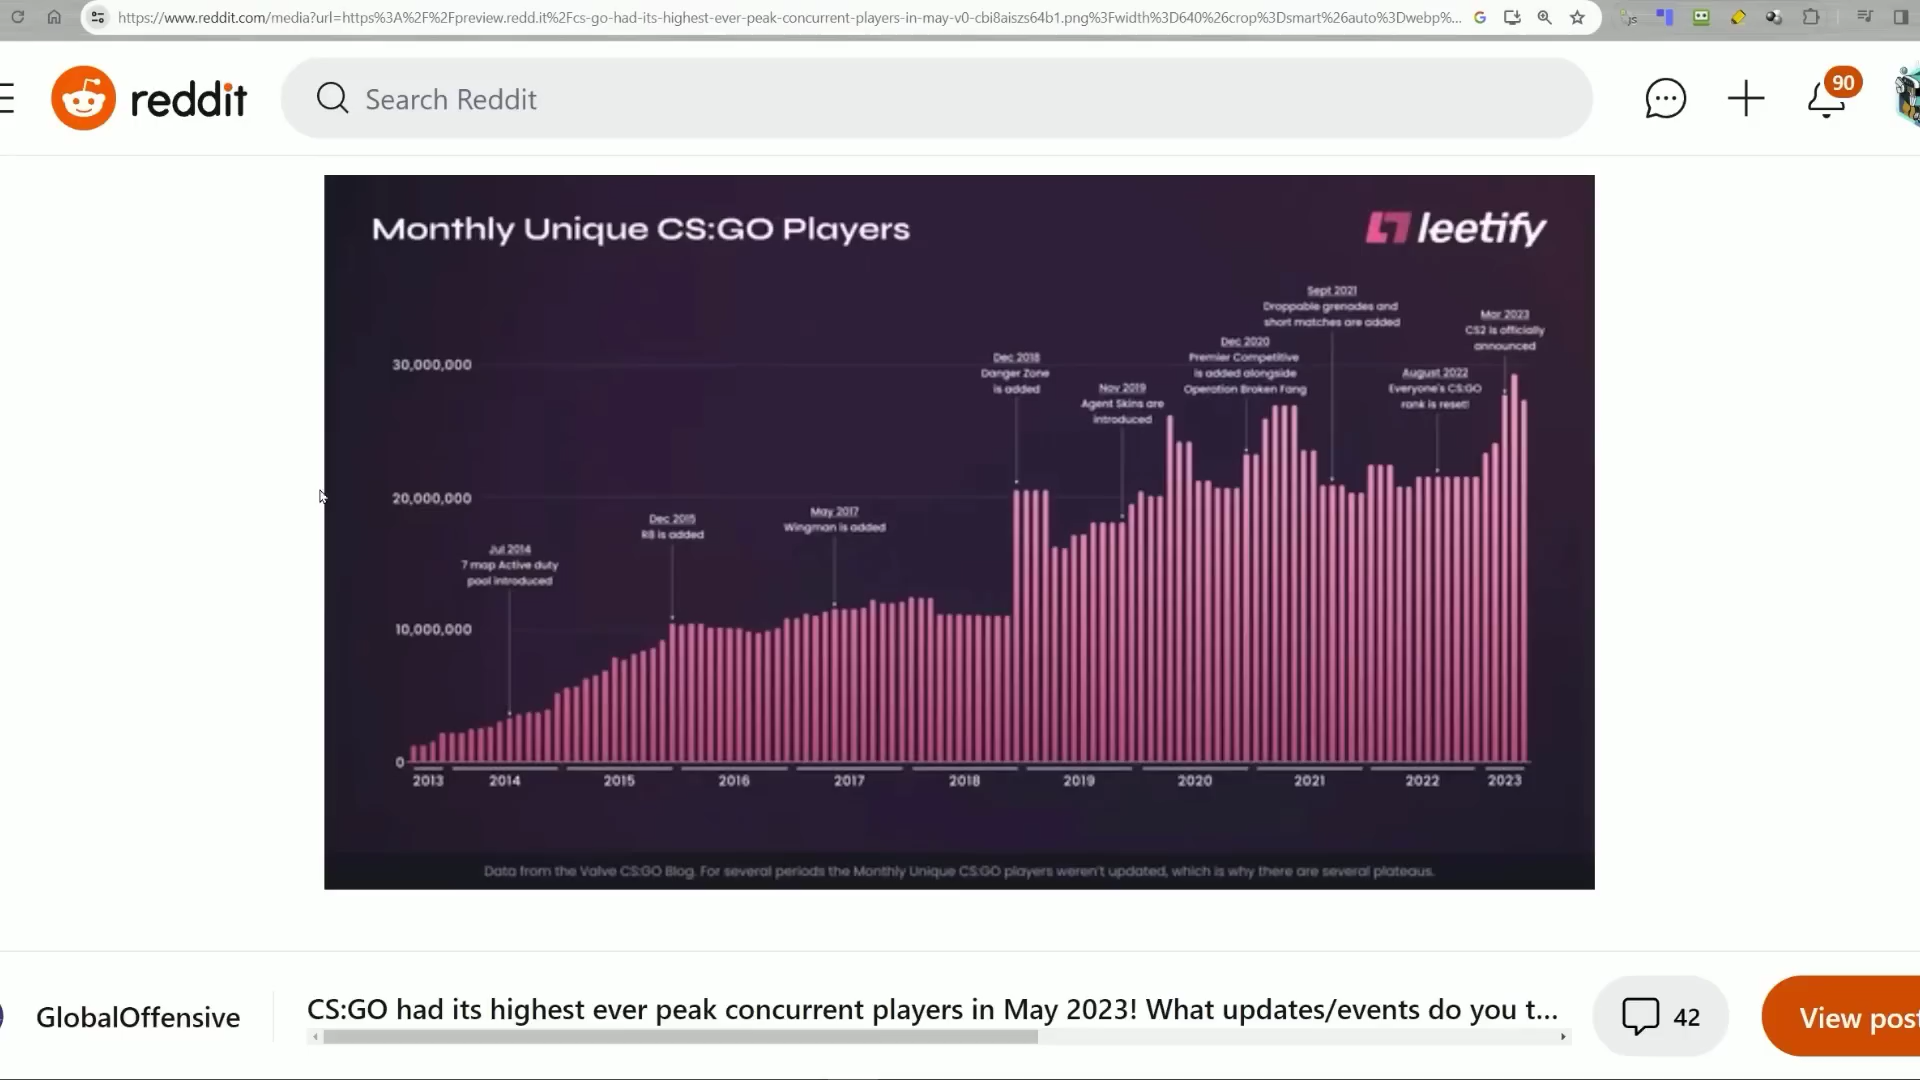 https://www.reddit.com/media?url=https%3A%2F%2Fpreview.redd.it%2Fcs-go-had-its-highest-ever-peak-concurrent-players-in-may-v0-cbi8aiszs64b1.png%3Fwidth%3D640%26crop%3Dsmart%26auto%3Dwebp%...
reddit
Search Reddit
90
Monthly Unique CS:GO Players
leetify
Sept 2021
Droppable grenades and
short matches are added
Mar 2023
CS2 is officially
announced
Dec 2020
Premier Competitive
is added alongside
Operation Broken Fang
Dec 2018
Danger Zone
is added
August 2022
Everyone's CS:GO
rank is reset!
Nov 2019
Agent Skins are
introduced
30,000,000
20,000,000
May 2017
Wingman is added
Dec 2015
R8 is added
Jul 2014
7 map Active duty
pool introduced
10,000,000
0
2013 2014 2015 2016 2017 2018 2019 2020 2021 2022 2023
Data from the Valve CS:GO Blog. For several periods the Monthly Unique CS:GO players weren't updated, which is why there are several plateaus.
GlobalOffensive
CS:GO had its highest ever peak concurrent players in May 2023! What updates/events do you t...
42
View post